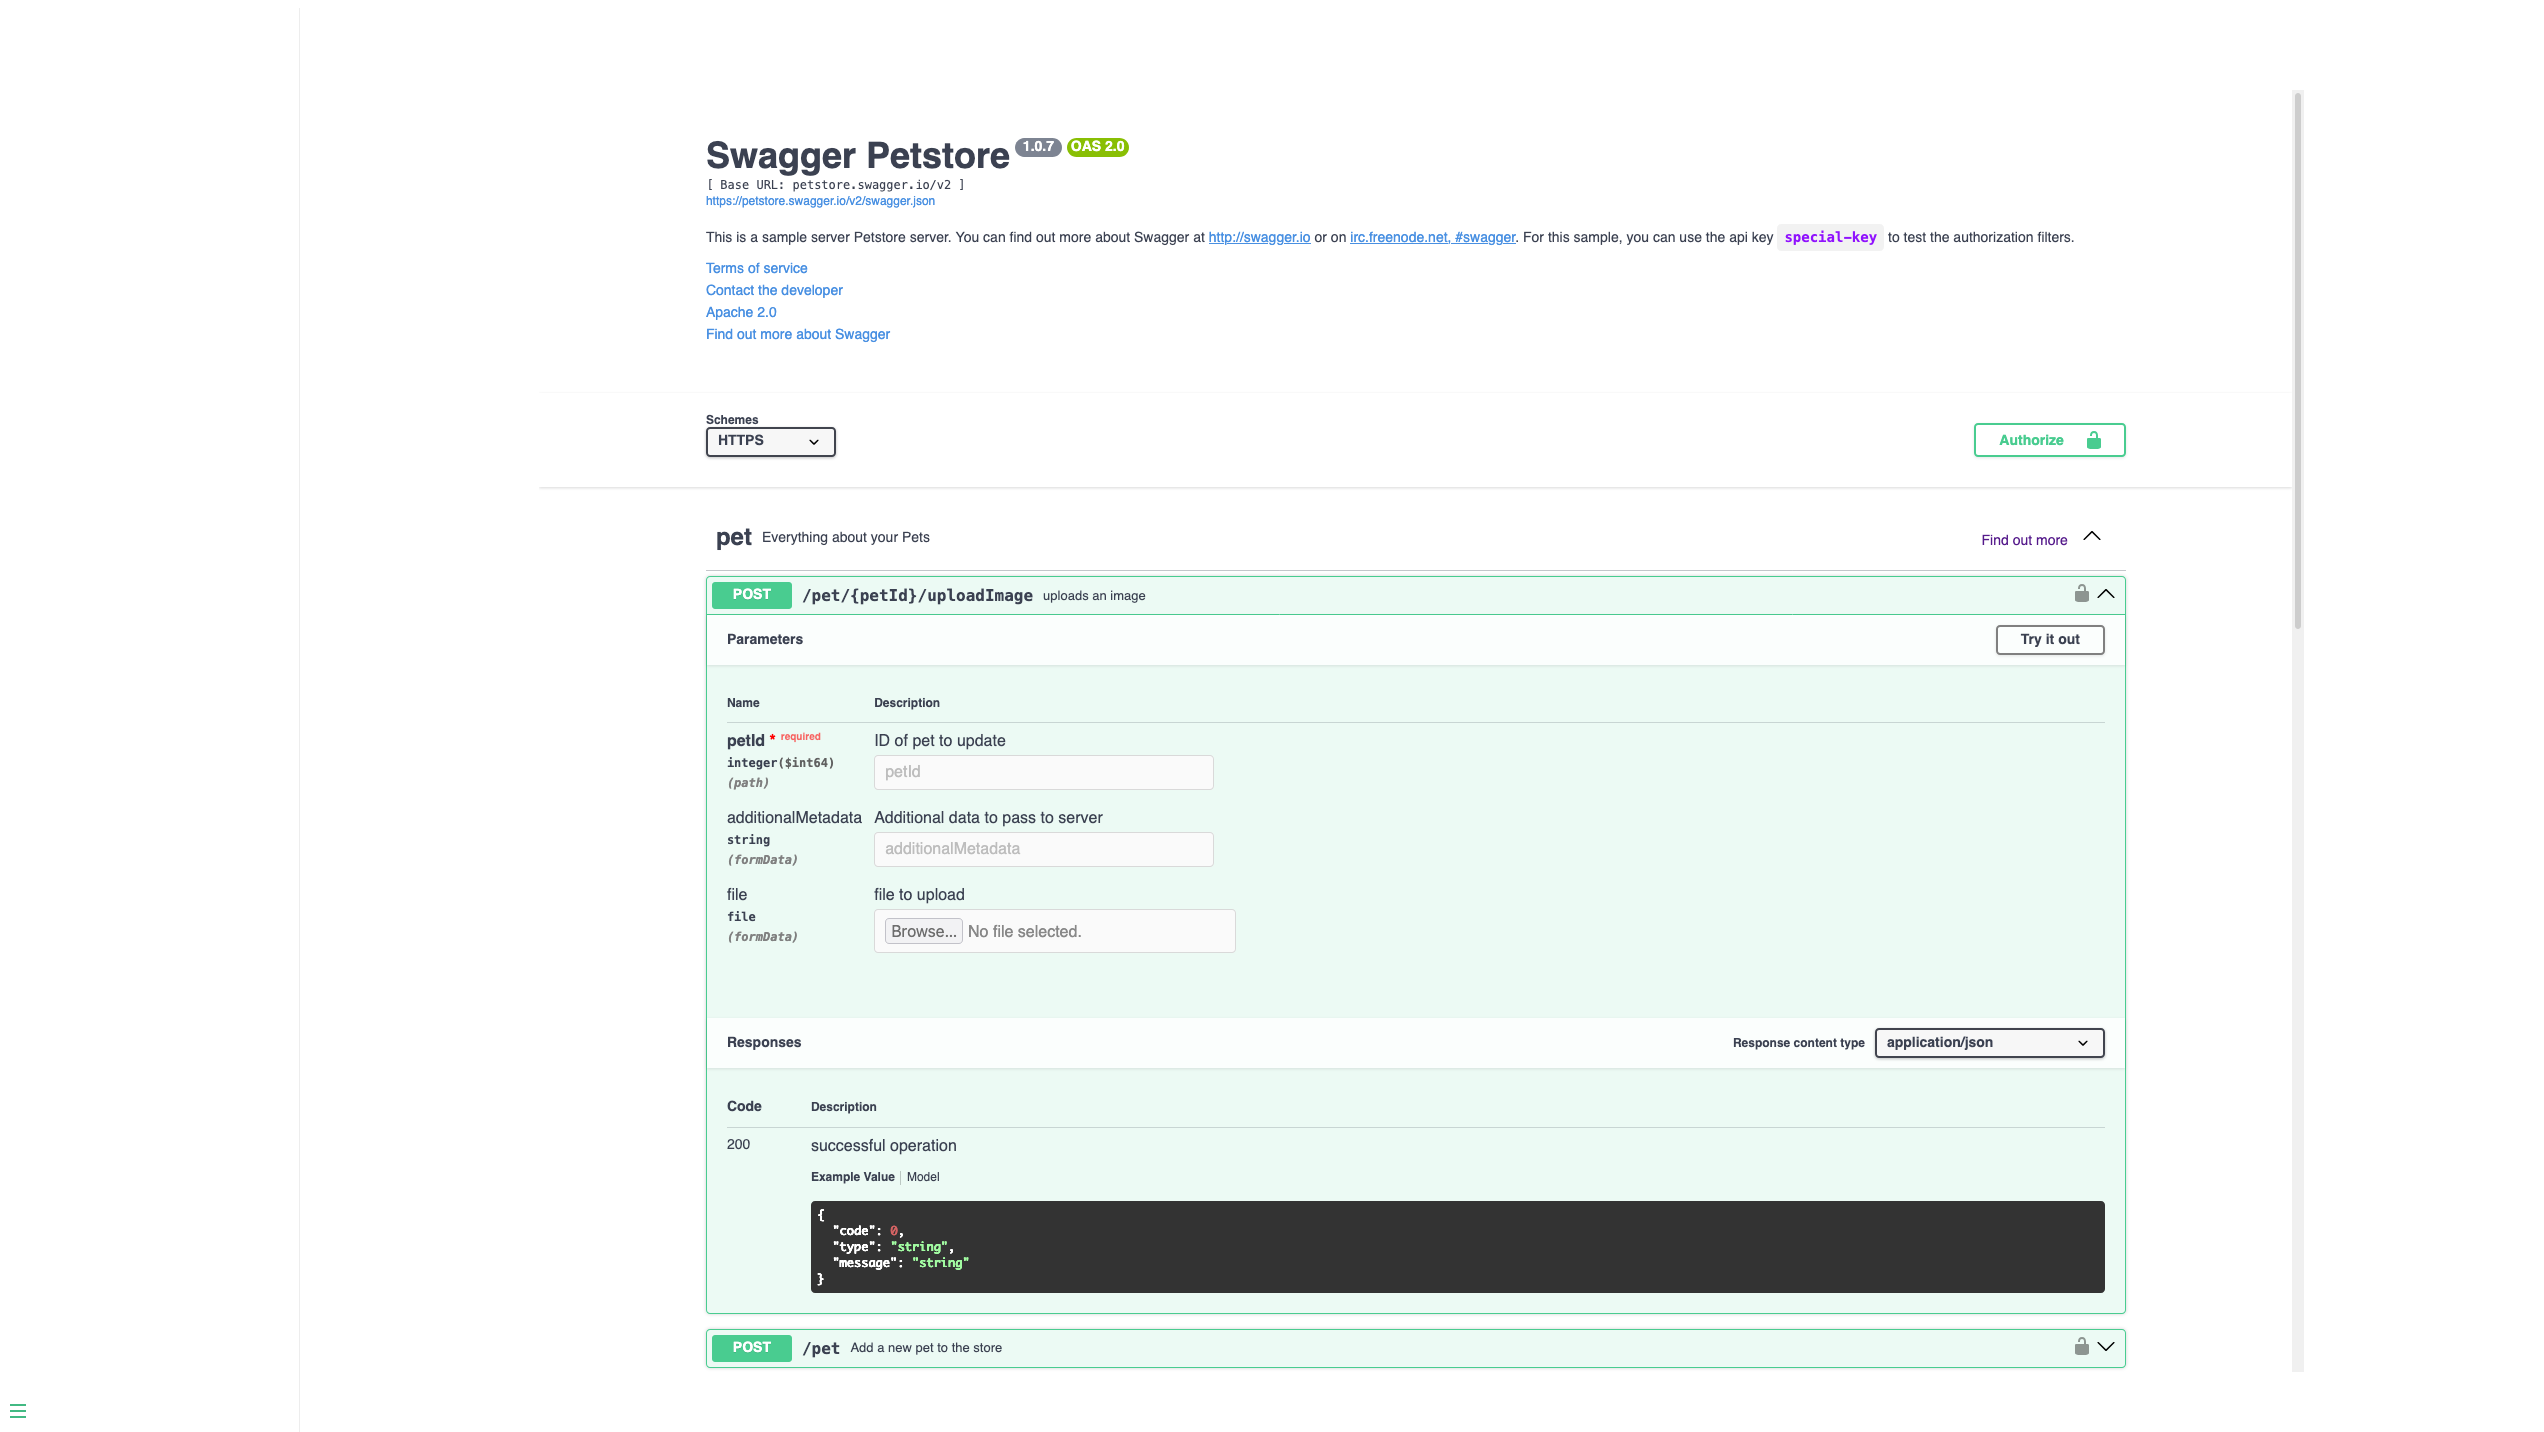 Swagger Petstore 1.0.7 OAS 2.0
[ Base URL: petstore.swagger.io/v2 ]
https://petstore.swagger.io/v2/swagger.json
This is a sample server Petstore server. You can find out more about Swagger at http://swagger.io or on irc.freenode.net, #swagger. For this sample, you can use the api key special-key to test the authorization filters.
Terms of service
Contact the developer
Apache 2.0
Find out more about Swagger
Schemes
HTTPS
Authorize
pet Everything about your Pets Find out more
POST /pet/{petId}/uploadImage uploads an image
Parameters Try it out
Name Description
petId * required ID of pet to update
integer($int64) petId
(path)
additionalMetadata Additional data to pass to server
string additionalMetadata
(formData)
file file to upload
file Browse... No file selected.
(formData)
Responses Response content type application/json
Code Description
200 successful operation
Example Value Model
{
"code": 0,
"type": "string",
"message": "string"
}
POST /pet Add a new pet to the store